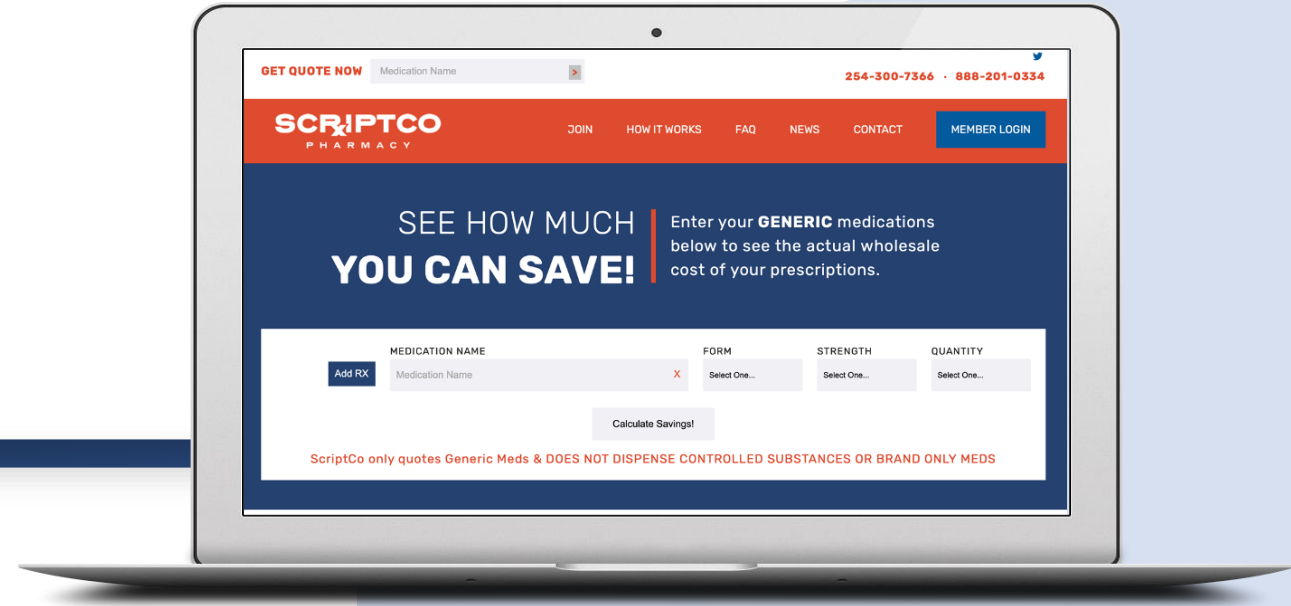 GET QUOTE NOW Medication Name >
254-300-7366 · 888-201-0334
SCRIPTCO
PHARMACY
JOIN HOW IT WORKS FAQ NEWS CONTACT MEMBER LOGIN
SEE HOW MUCH
YOU CAN SAVE!
Enter your GENERIC medications
below to see the actual wholesale
cost of your prescriptions.
MEDICATION NAME FORM STRENGTH QUANTITY
Add RX Medication Name X Select One... Select One... Select One...
Calculate Savings!
ScriptCo only quotes Generic Meds & DOES NOT DISPENSE CONTROLLED SUBSTANCES OR BRAND ONLY MEDS